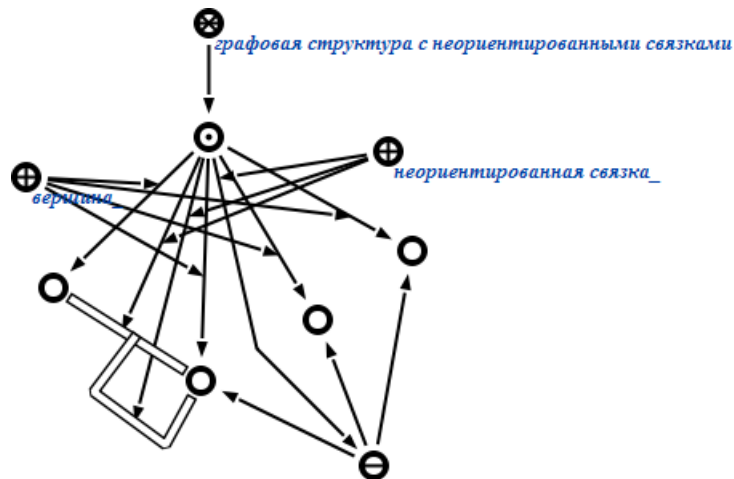 графовая структура с неориентированными связками
неориентированная связка_
вершина_